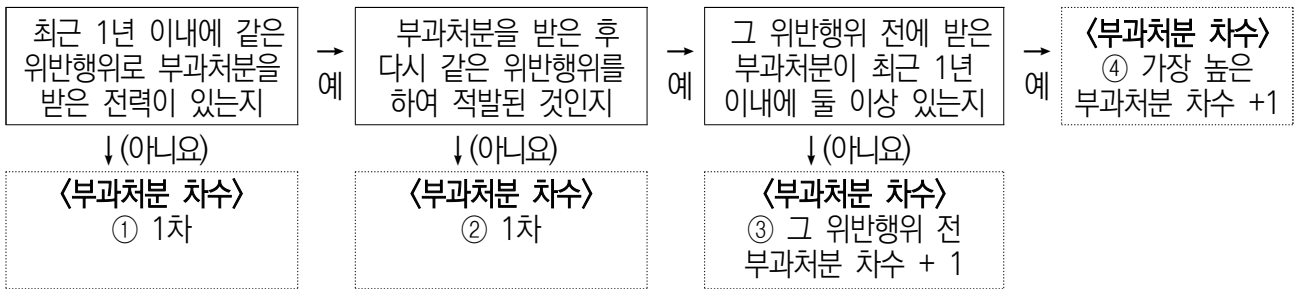 최근 1년 이내에 같은
위반행위로 부과처분을
받은 전력이 있는지
→
예
부과처분을 받은 후
다시 같은 위반행위를
하여 적발된 것인지
→
예
그 위반행위 전에 받은
부과처분이 최근 1년
이내에 둘 이상 있는지
→
예
〈부과처분 차수〉
④ 가장 높은
부과처분 차수 +1
↓(아니요)
〈부과처분 차수〉
① 1차
↓(아니요)
〈부과처분 차수〉
② 1차
↓(아니요)
〈부과처분 차수〉
③ 그 위반행위 전
부과처분 차수 + 1